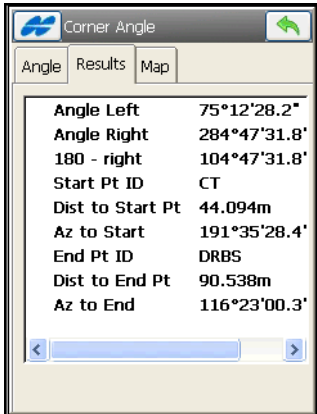 Corner Angle
Angle Results Map
Angle Left 75°12'28.2"
Angle Right 284°47'31.8'
180 - right 104°47'31.8'
Start Pt ID CT
Dist to Start Pt 44.094m
Az to Start 191°35'28.4'
End Pt ID DRBS
Dist to End Pt 90.538m
Az to End 116°23'00.3'